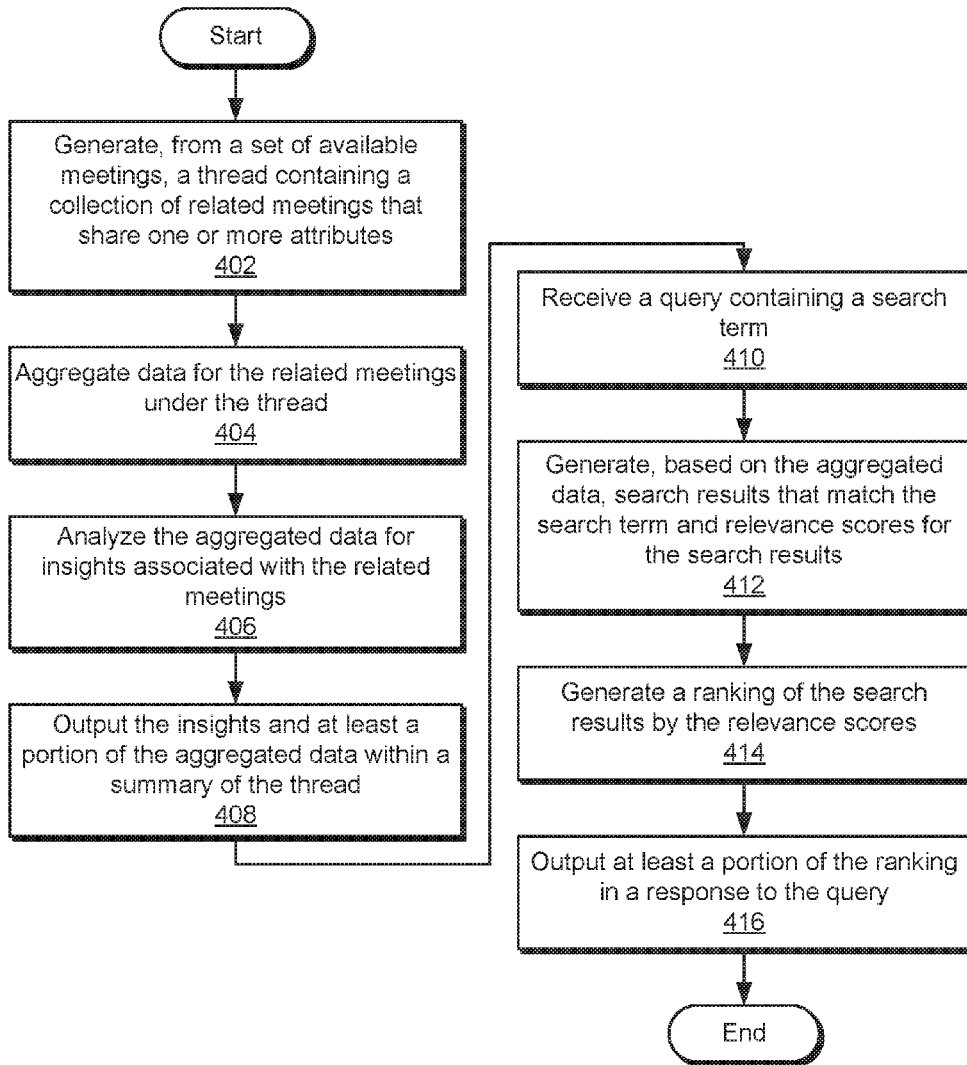 Start
Generate, from a set of available
meetings, a thread containing a
collection of related meetings that
share one or more attributes
402
Aggregate data for the related meetings
under the thread
404
Analyze the aggregated data for
insights associated with the related
meetings
406
Output the insights and at least a
portion of the aggregated data within a
summary of the thread
408
Receive a query containing a search
term
410
Generate, based on the aggregated
data, search results that match the
search term and relevance scores for
the search results
412
Generate a ranking of the search
results by the relevance scores
414
Output at least a portion of the ranking
in a response to the query
416
End